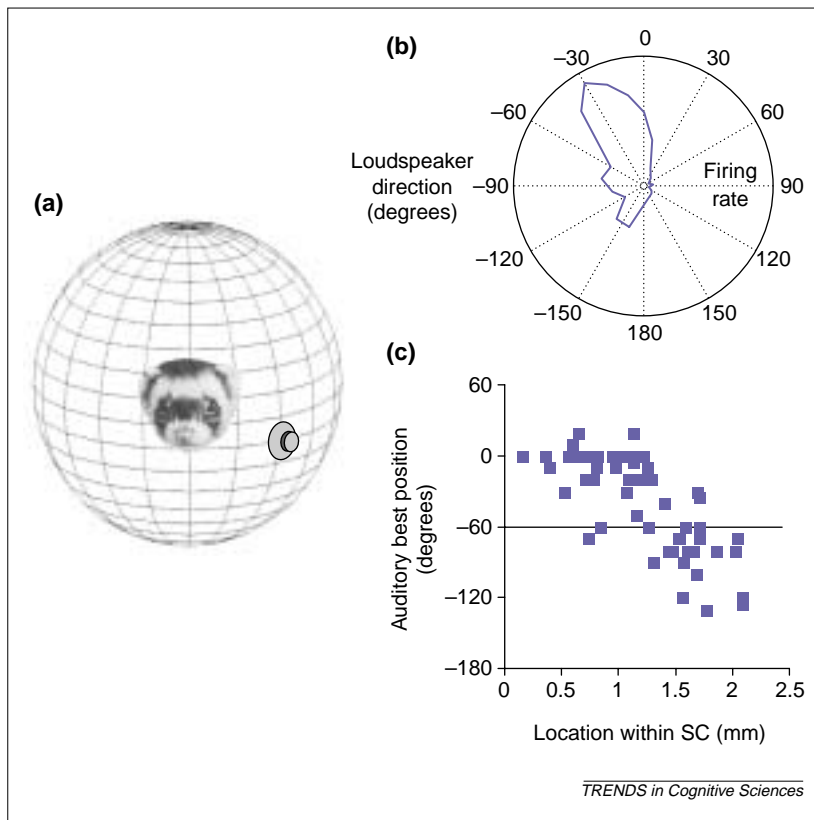 (a)
(b)
0
30
60
90
120
150
180
–150
–120
–90
–60
–30
Loudspeaker
direction
(degrees)
Firing
rate
(c)
Auditory best position
(degrees)
60
0
–60
–120
–180
0
0.5
1
1.5
2
2.5
Location within SC (mm)
TRENDS in Cognitive Sciences